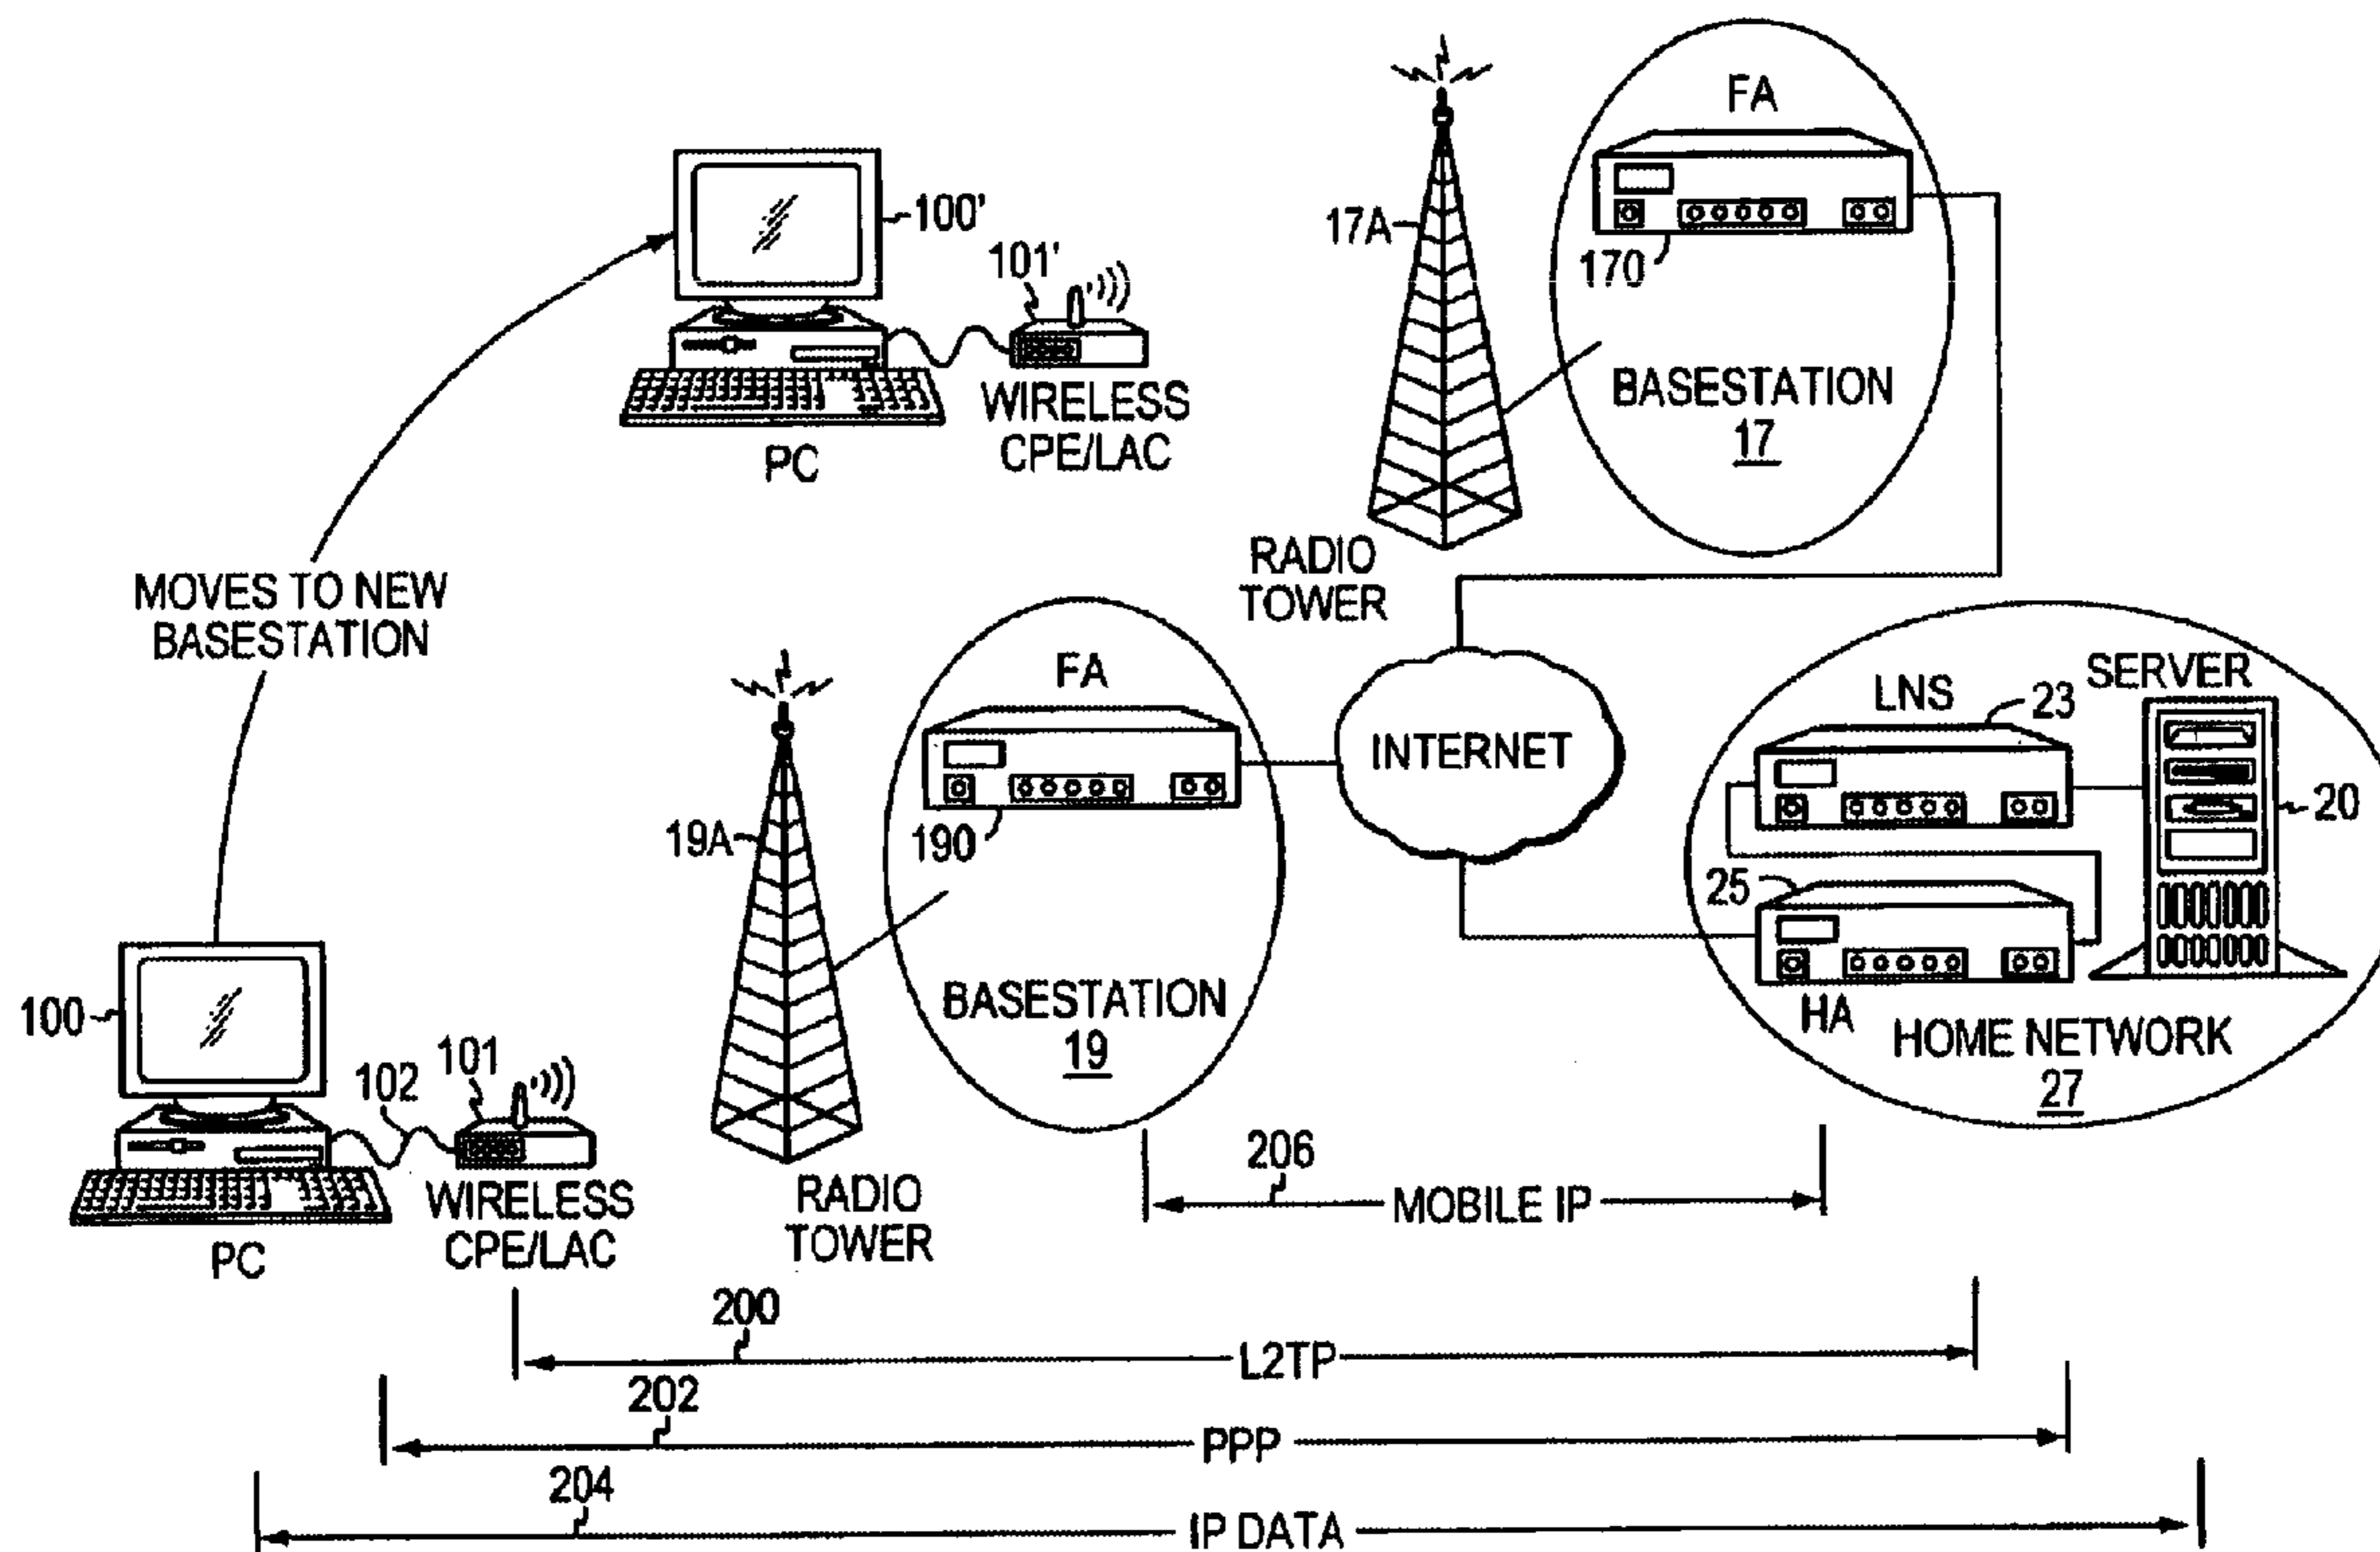 FA
100'
101'
17A
170
WIRELESS
CPE/LAC
PC
BASESTATION
17
RADIO
TOWER
MOVES TO NEW
BASESTATION
FA
INTERNET
LNS
23
SERVER
20
19A
190
25
HA
HOME NETWORK
27
BASESTATION
19
100
102
101
WIRELESS
CPE/LAC
PC
RADIO
TOWER
206
MOBILE IP
200
L2TP
202
PPP
204
IP DATA